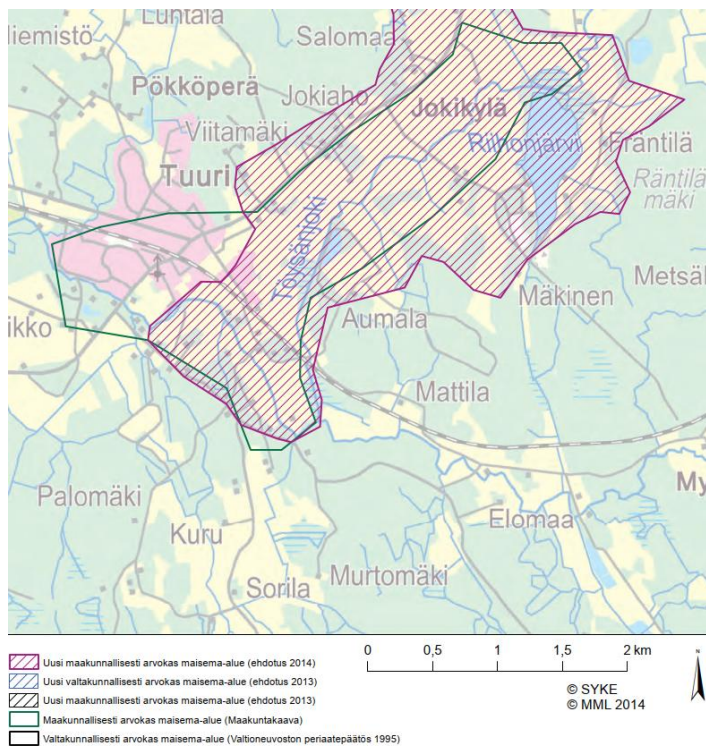 Luhtala
liemistö
Salomaa
Pökköperä
Jokiaho
Jokikylä
Viitamäki
Riihonjärvi
Fräntilä
Tuuri
Räntilä
mäki
Töysänjoki
Metsäl
Mäkinen
ikko
Aumala
Mattila
My
Palomäki
Elomaa
Kuru
Murtomäki
Sorila
Uusi maakunnallisesti arvokas maisema-alue (ehdotus 2014)
Uusi valtakunnallisesti arvokas maisema-alue (ehdotus 2013)
Uusi maakunnallisesti arvokas maisema-alue (ehdotus 2013)
Maakunnallisesti arvokas maisema-alue (Maakuntakaava)
Valtakunnallisesti arvokas maisema-alue (Valtioneuvoston periaatepäätös 1995)
0 0,5 1 1,5 2 km
© SYKE
© MML 2014
N